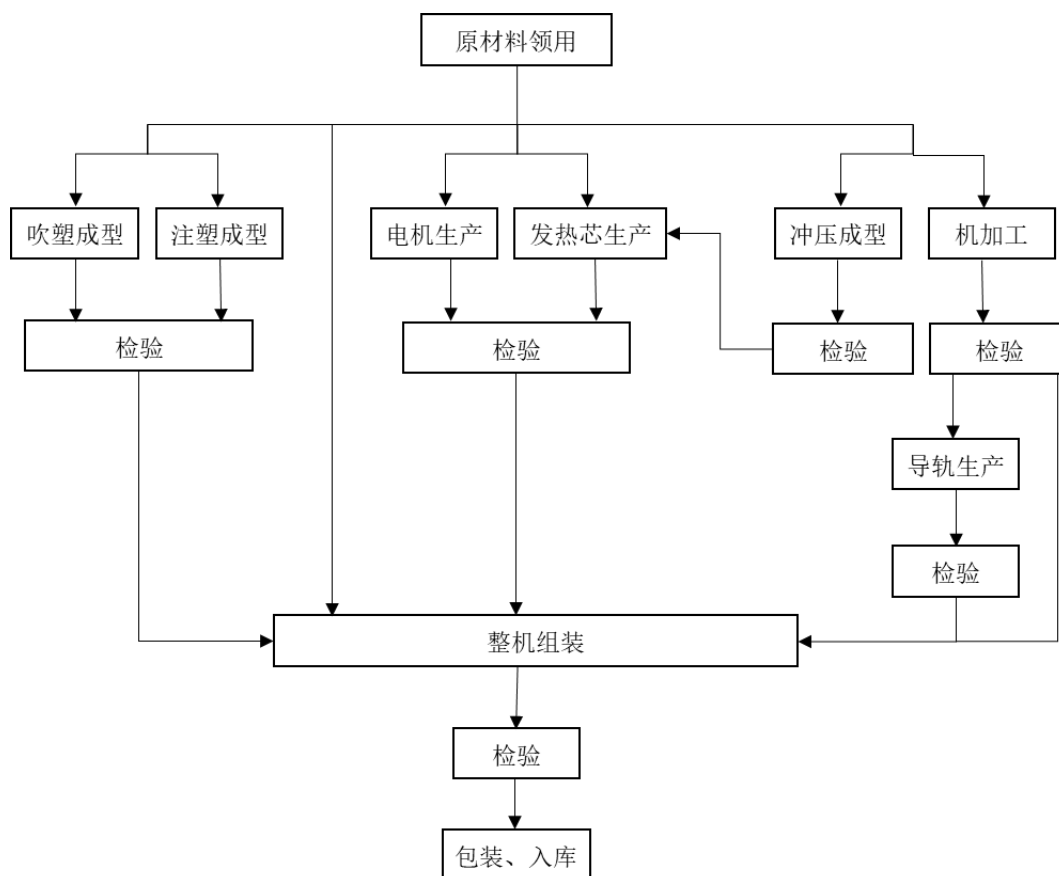 原材料领用
吹塑成型
注塑成型
电机生产
发热芯生产
冲压成型
机加工
检验
检验
检验
检验
导轨生产
检验
整机组装
检验
包装、入库